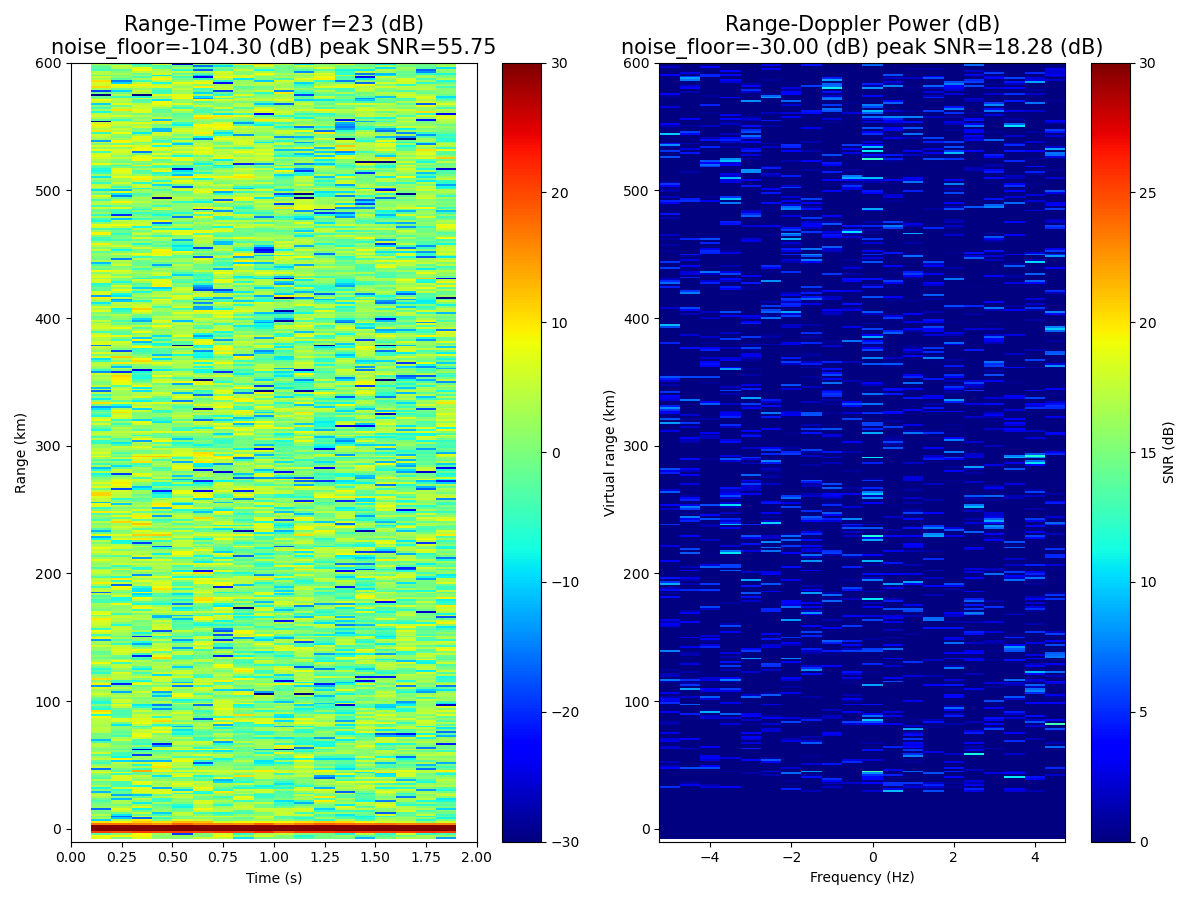 Range-Time Power f=23 (dB)
noise_floor=-104.30 (dB) peak SNR=55.75
600
500
400
300
200
100
0
Range (km)
0.00 0.25 0.50 0.75 1.00 1.25 1.50 1.75 2.00
Time (s)
30
20
10
0
−10
−20
−30
Range-Doppler Power (dB)
noise_floor=-30.00 (dB) peak SNR=18.28 (dB)
600
500
400
300
200
100
0
Virtual range (km)
−4 −2 0 2 4
Frequency (Hz)
30
25
20
15
10
5
0
SNR (dB)